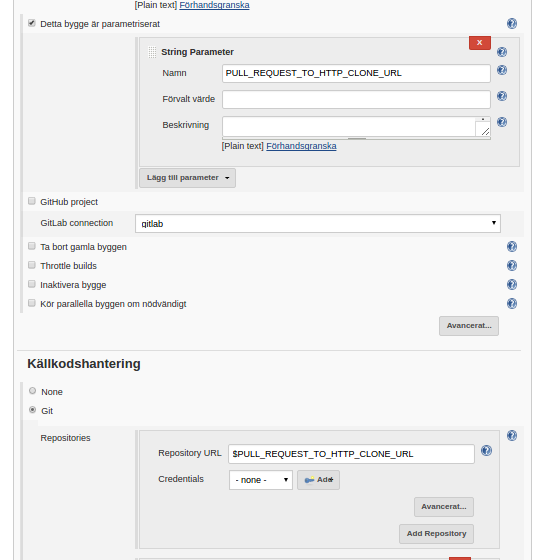 [Plain text] Förhandsgranska
Detta bygge är parametriserat
X
String Parameter
Namn PULL_REQUEST_TO_HTTP_CLONE_URL
Förvalt värde
Beskrivning
[Plain text] Förhandsgranska
Lägg till parameter
GitHub project
GitLab connection gitlab
Ta bort gamla byggen
Throttle builds
Inaktivera bygge
Kör parallella byggen om nödvändigt
Avancerat...
Källkodshantering
None
Git
Repositories
Repository URL $PULL_REQUEST_TO_HTTP_CLONE_URL
Credentials - none - Add
Avancerat...
Add Repository